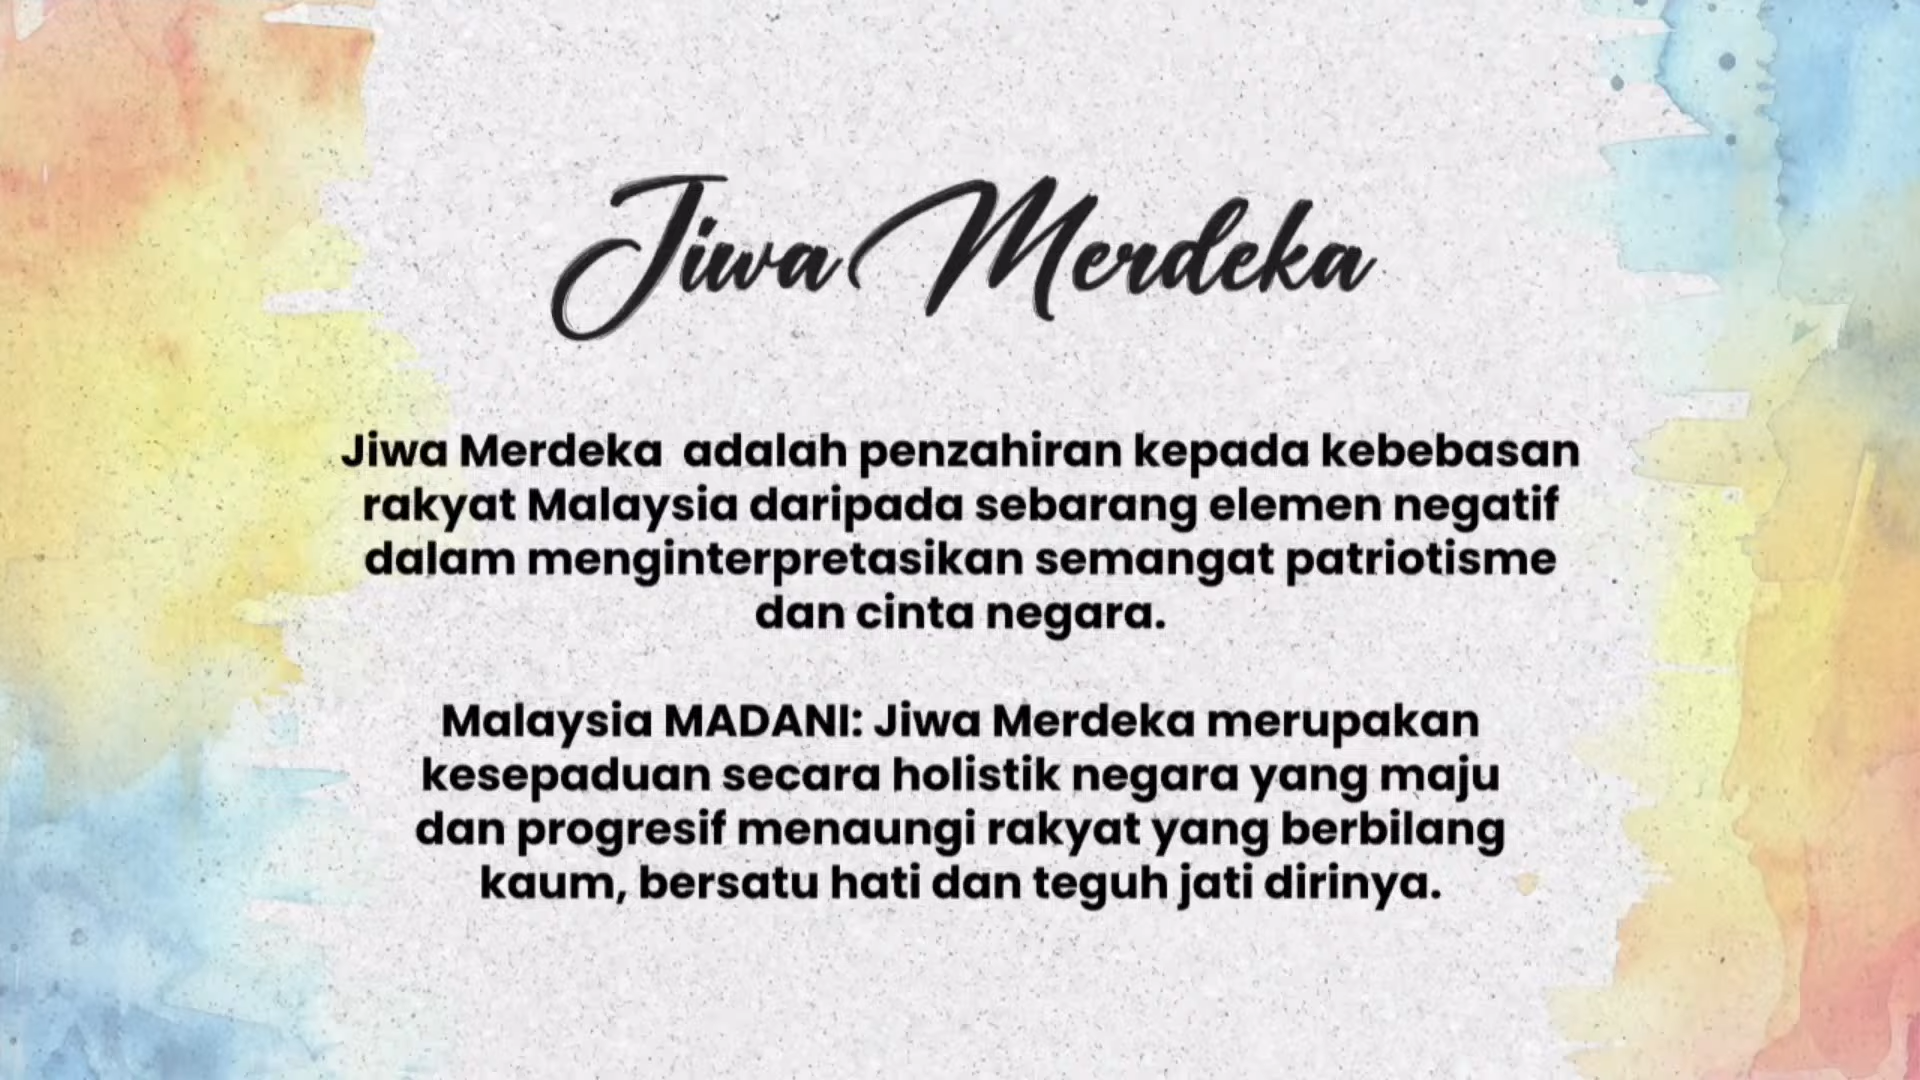 Jiwa Merdeka
Jiwa Merdeka adalah penzahiran kepada kebebasan
rakyat Malaysia daripada sebarang elemen negatif
dalam menginterpretasikan semangat patriotisme
dan cinta negara.
Malaysia MADANI: Jiwa Merdeka merupakan
kesepaduan secara holistik negara yang maju
dan progresif menaungi rakyat yang berbilang
kaum, bersatu hati dan teguh jati dirinya.